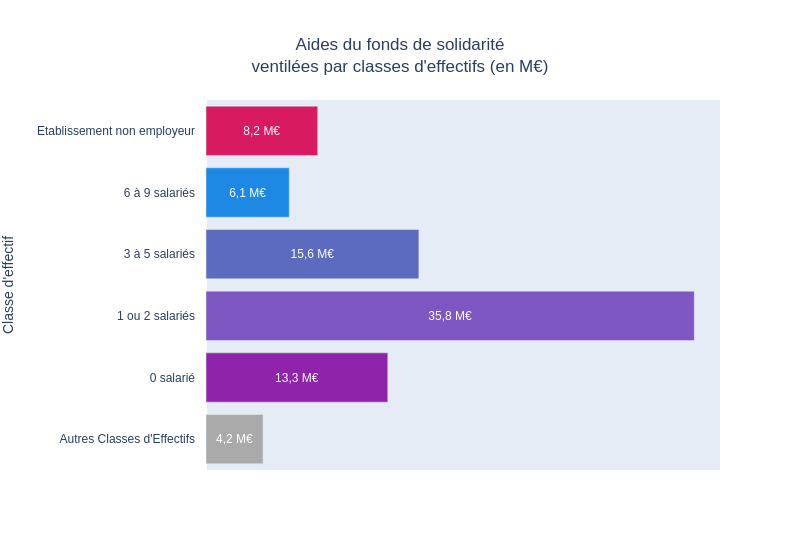 Aides du fonds de solidarité
ventilées par classes d'effectifs (en M€)
Classe d'effectif
Etablissement non employeur
8,2 M€
6 à 9 salariés
6,1 M€
3 à 5 salariés
15,6 M€
1 ou 2 salariés
35,8 M€
0 salarié
13,3 M€
Autres Classes d'Effectifs
4,2 M€